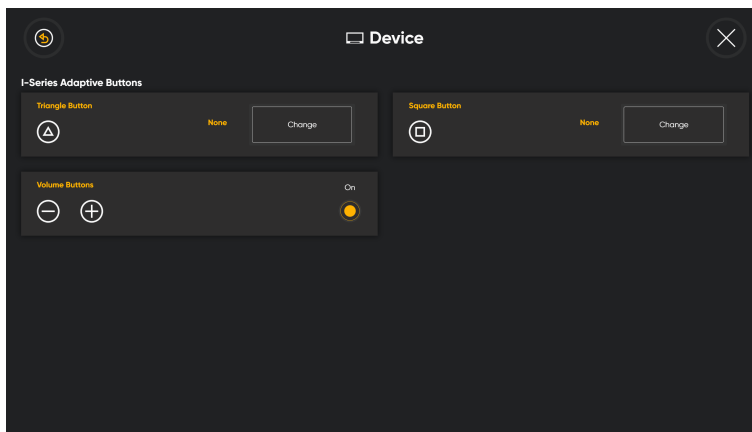 Device
I-Series Adaptive Buttons
Triangle Button
None
Change
Square Button
None
Change
Volume Buttons
On